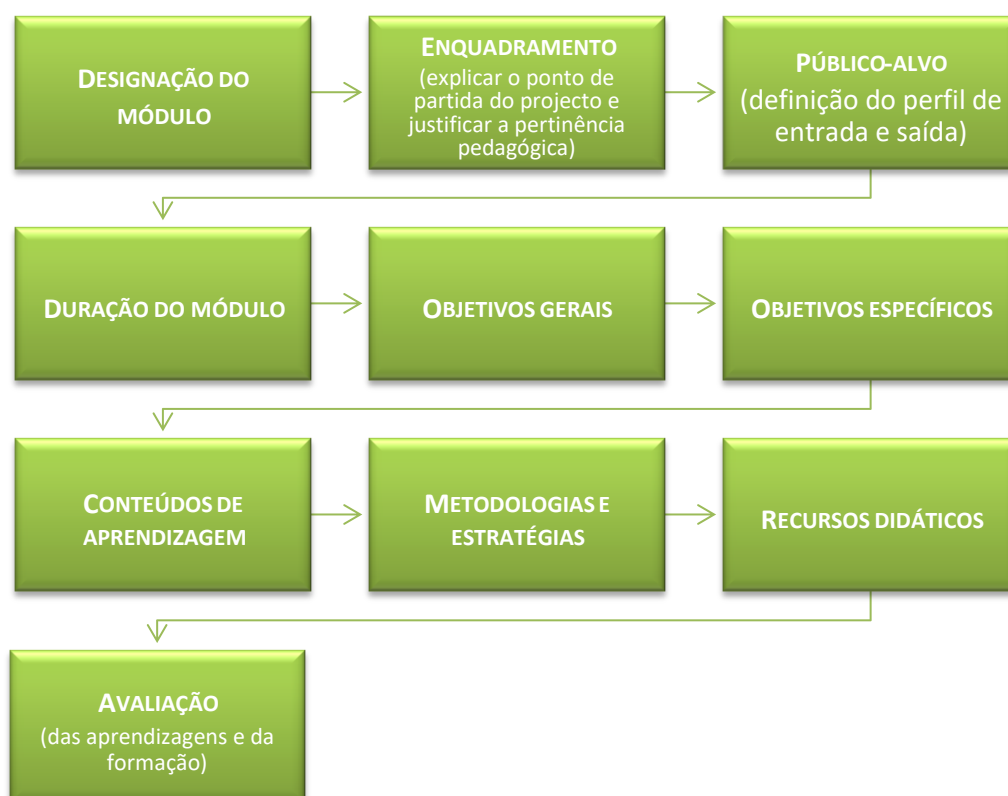 DESIGNAÇÃO DO
MÓDULO
ENQUADRAMENTO
(explicar o ponto de
partida do projecto e
justificar a pertinência
pedagógica)
PÚBLICO-ALVO
(definição do perfil de
entrada e saída)
DURAÇÃO DO MÓDULO
OBJETIVOS GERAIS
OBJETIVOS ESPECÍFICOS
CONTEÚDOS DE
APRENDIZAGEM
METODOLOGIAS E
ESTRATÉGIAS
RECURSOS DIDÁTICOS
AVALIAÇÃO
(das aprendizagens e da
formação)